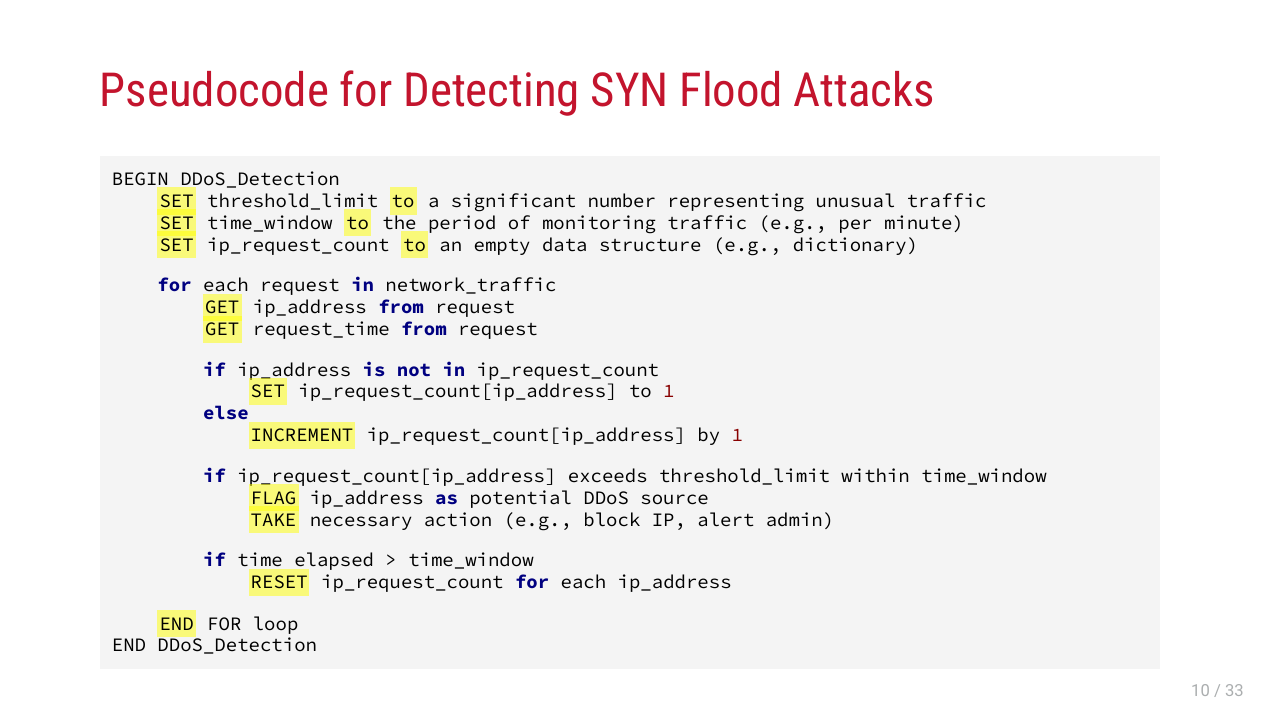 Pseudocode for Detecting SYN Flood Attacks
BEGIN DDoS_Detection
    SET threshold_limit to a significant number representing unusual traffic
    SET time_window to the period of monitoring traffic (e.g., per minute)
    SET ip_request_count to an empty data structure (e.g., dictionary)
    for each request in network_traffic
        GET ip_address from request
        GET request_time from request
        if ip_address is not in ip_request_count
            SET ip_request_count[ip_address] to 1
        else
            INCREMENT ip_request_count[ip_address] by 1
        if ip_request_count[ip_address] exceeds threshold_limit within time_window
            FLAG ip_address as potential DDoS source
            TAKE necessary action (e.g., block IP, alert admin)
        if time elapsed > time_window
            RESET ip_request_count for each ip_address
    END FOR loop
END DDoS_Detection
10 / 33